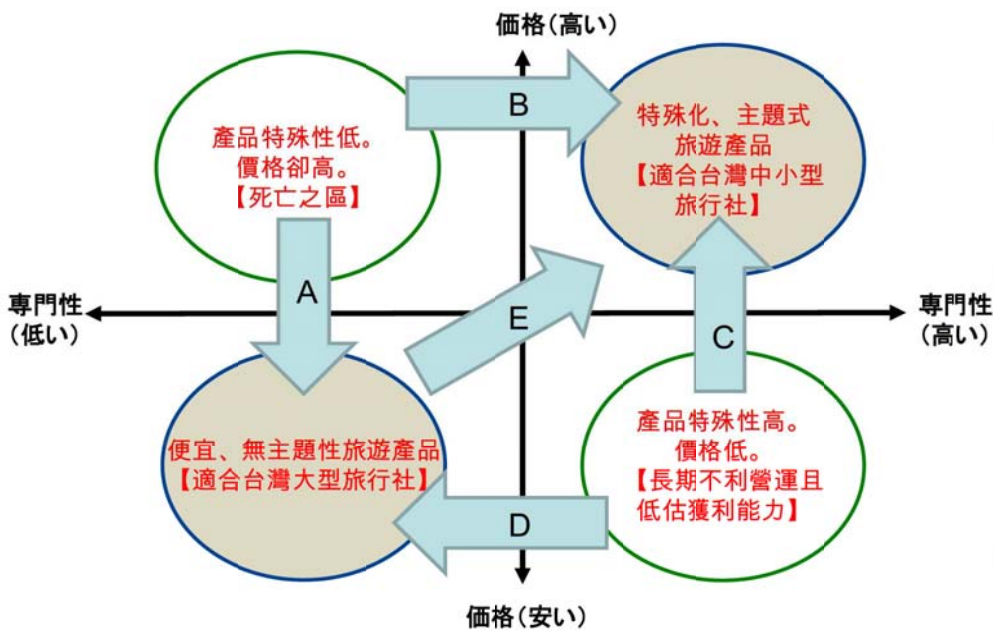 価格(高い)
B
產品特殊性低。
價格卻高。
【死亡之區】
特殊化、主題式
旅遊產品
【適合台灣中小型
旅行社】
A
E
C
専門性
(低い)
専門性
(高い)
便宜、無主題性旅遊產品
【適合台灣大型旅行社】
產品特殊性高。
價格低。
【長期不利營運且
低估獲利能力】
D
価格(安い)